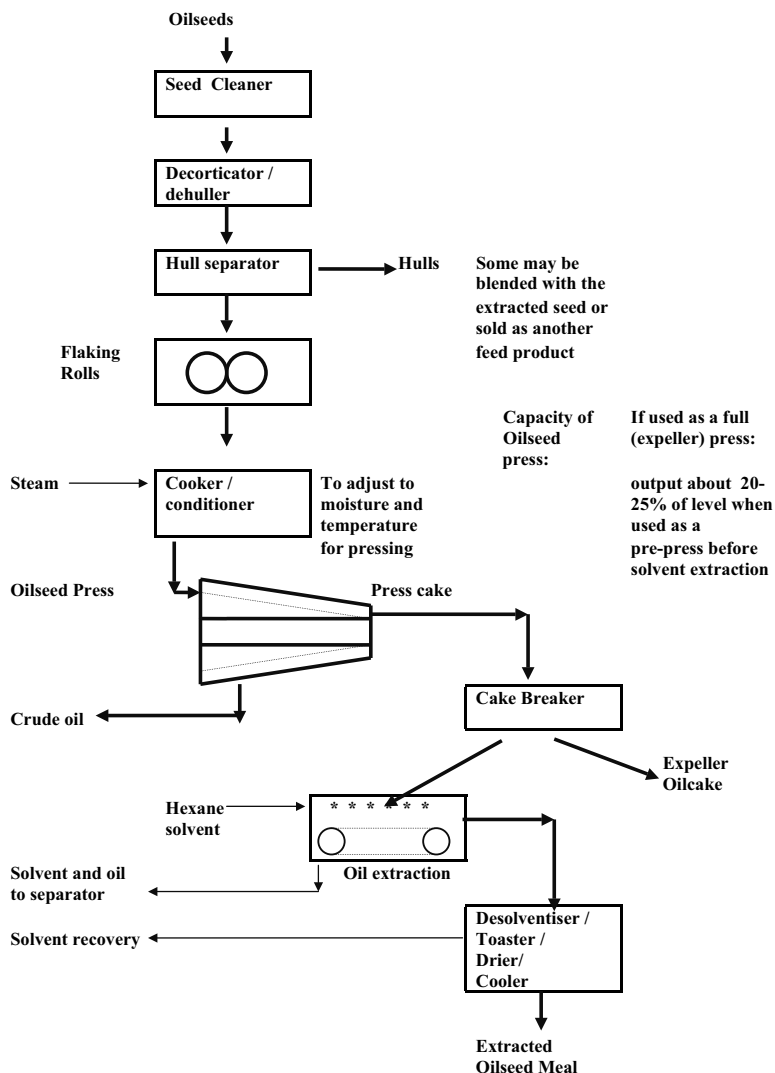 Oilseeds
Seed Cleaner
Decorticator /
dehuller
Hull separator
Hulls
Some may be
blended with the
extracted seed or
sold as another
feed product
Flaking
Rolls
Capacity of
Oilseed
press:
If used as a full
(expeller) press:
output about 20-
25% of level when
used as a
pre-press before
solvent extraction
Steam
Cooker /
conditioner
To adjust to
moisture and
temperature
for pressing
Oilseed Press
Press cake
Crude oil
Cake Breaker
Expeller
Oilcake
Hexane
solvent
* * * * * *
Oil extraction
Solvent and oil
to separator
Solvent recovery
Desolventiser /
Toaster /
Drier/
Cooler
Extracted
Oilseed Meal